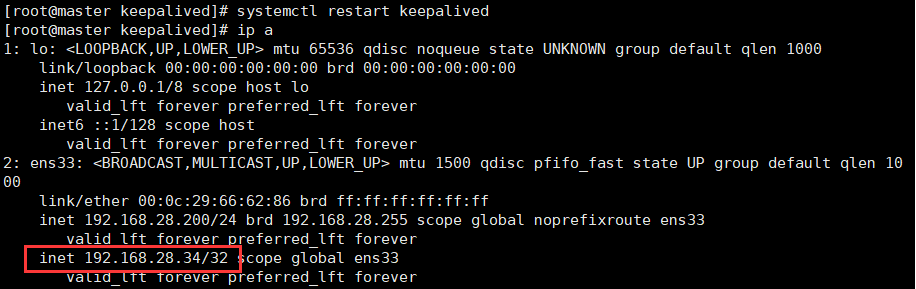 [root@master keepalived]# systemctl restart keepalived
[root@master keepalived]# ip a
1: lo: <LOOPBACK,UP,LOWER_UP> mtu 65536 qdisc noqueue state UNKNOWN group default qlen 1000
    link/loopback 00:00:00:00:00:00 brd 00:00:00:00:00:00
    inet 127.0.0.1/8 scope host lo
       valid_lft forever preferred_lft forever
    inet6 ::1/128 scope host
       valid_lft forever preferred_lft forever
2: ens33: <BROADCAST,MULTICAST,UP,LOWER_UP> mtu 1500 qdisc pfifo_fast state UP group default qlen 10
00
    link/ether 00:0c:29:66:62:86 brd ff:ff:ff:ff:ff:ff
    inet 192.168.28.200/24 brd 192.168.28.255 scope global noprefixroute ens33
       valid_lft forever preferred_lft forever
    inet 192.168.28.34/32 scope global ens33
       valid_lft forever preferred_lft forever